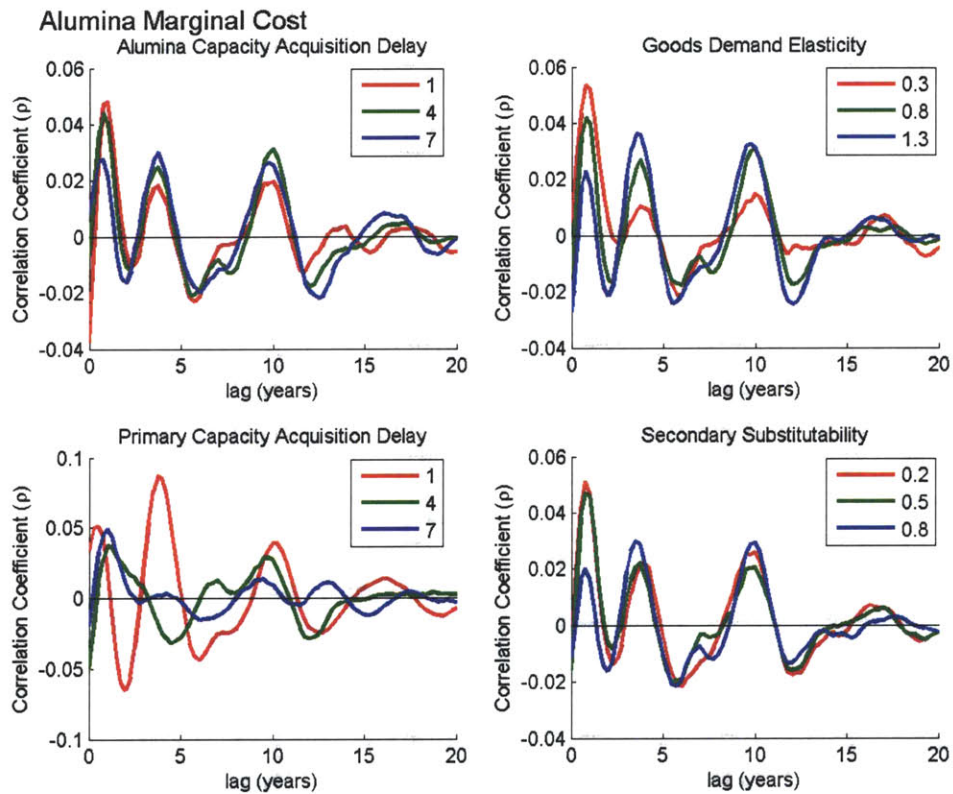 Alumina Marginal Cost
Alumina Capacity Acquisition Delay
Correlation Coefficient (ρ)
0.06
0.04
0.02
0
-0.02
-0.04
0 5 10 15 20
lag (years)
1
4
7
Goods Demand Elasticity
Correlation Coefficient (ρ)
0.06
0.04
0.02
0
-0.02
-0.04
0 5 10 15 20
lag (years)
0.3
0.8
1.3
Primary Capacity Acquisition Delay
Correlation Coefficient (ρ)
0.1
0.05
0
-0.05
-0.1
0 5 10 15 20
lag (years)
1
4
7
Secondary Substitutability
Correlation Coefficient (ρ)
0.06
0.04
0.02
0
-0.02
-0.04
0 5 10 15 20
lag (years)
0.2
0.5
0.8